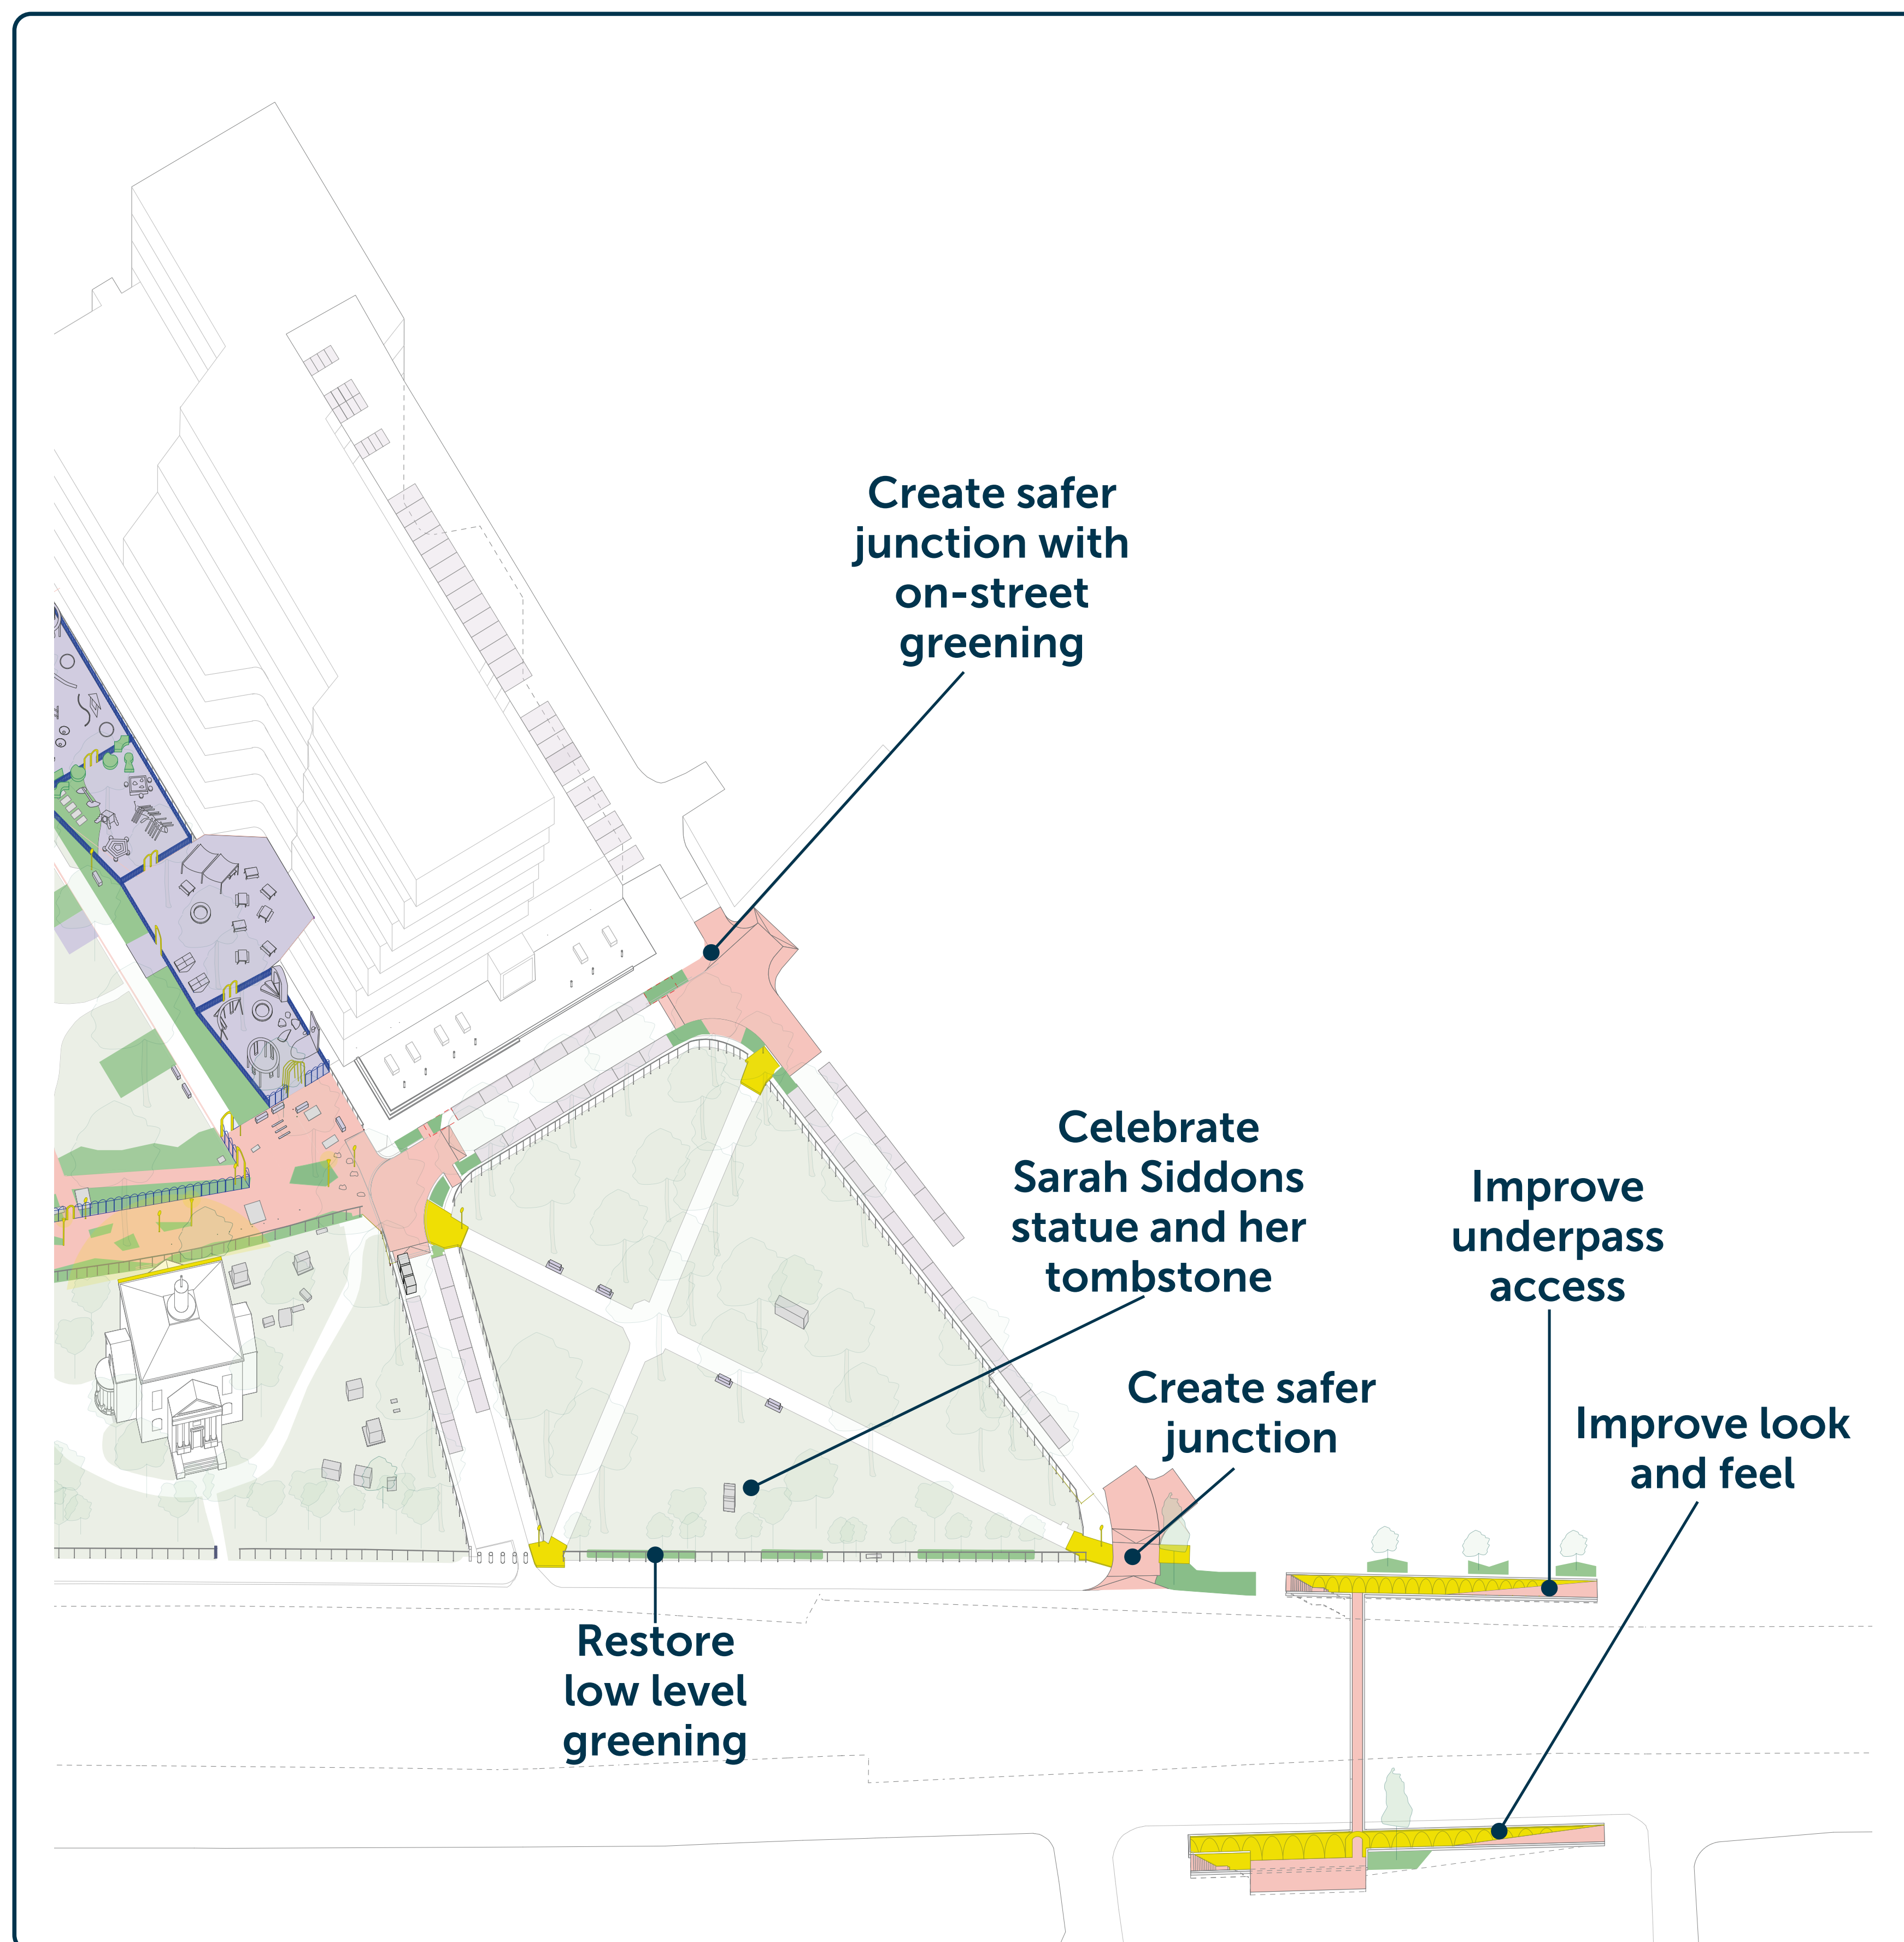 Create safer
junction with
on-street
greening
Celebrate
Sarah Siddons
statue and her
tombstone
Improve
underpass
access
Create safer
junction
Improve look
and feel
Restore
low level
greening